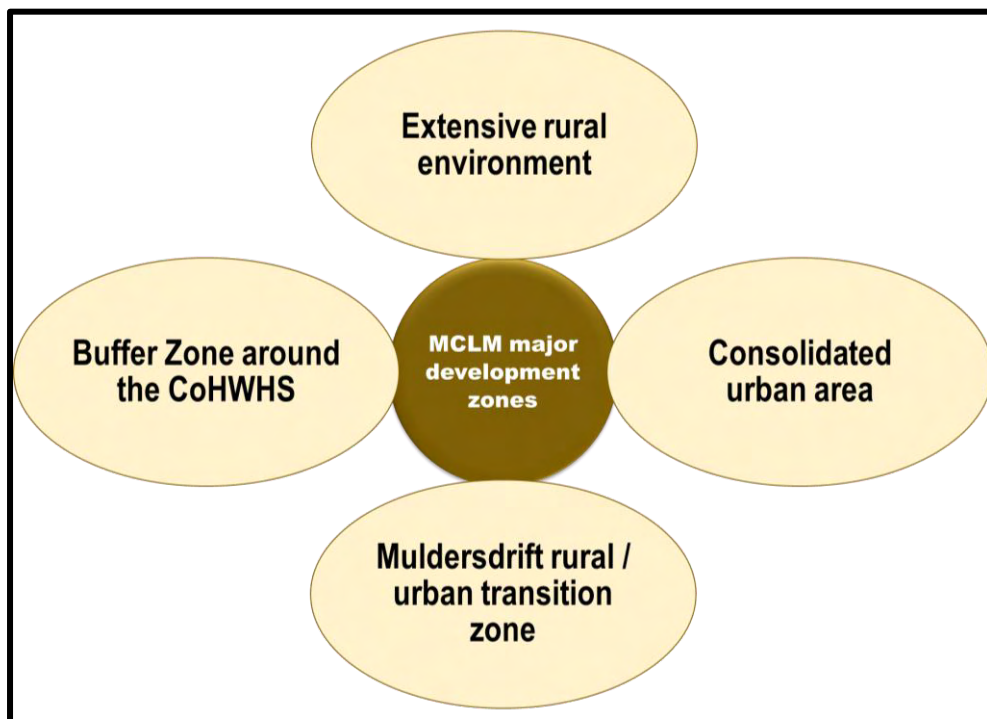 Extensive rural
environment
Buffer Zone around
the CoHWHS
MCLM major
development
zones
Consolidated
urban area
Muldersdrift rural /
urban transition
zone